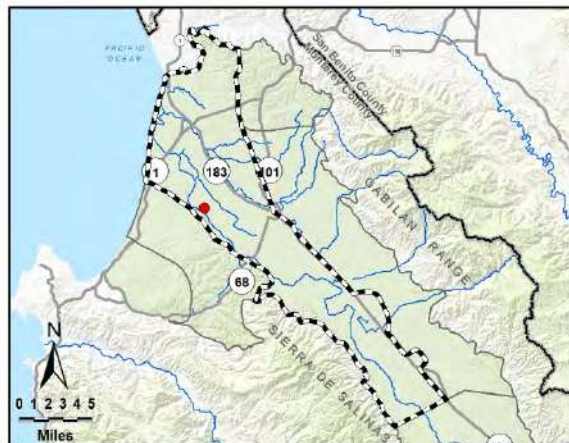 PACIFIC
OCEAN
1
San Benito County
Monterey County
1
183
101
GABILAN RANGE
68
SIERRA DE SALINAS
N
0 1 2 3 4 5
Miles